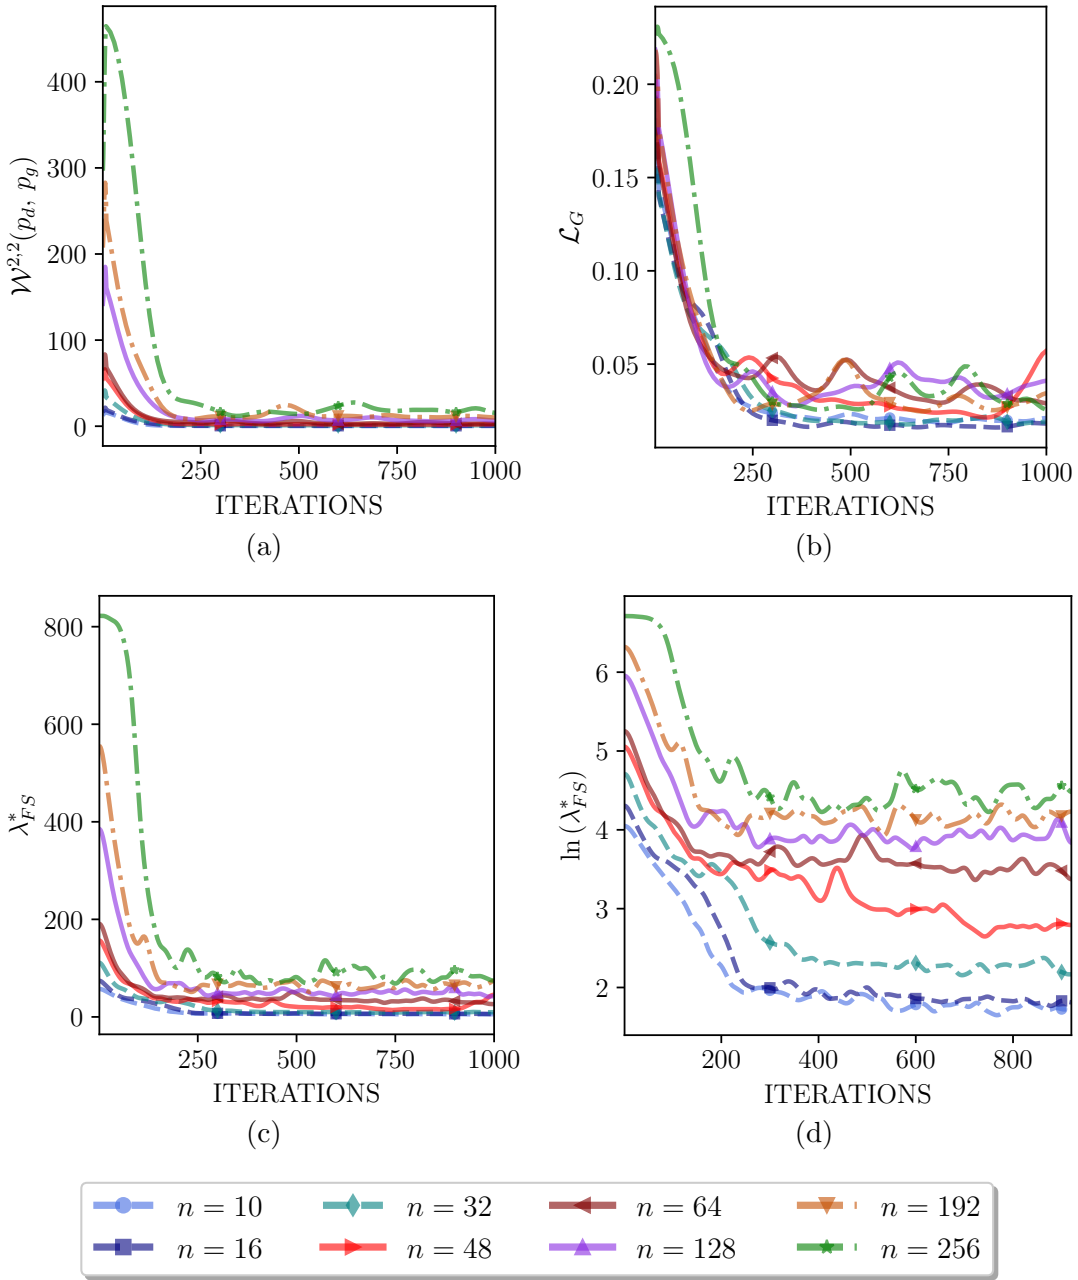 400
300
200
100
0
𝒲^{2,2}(p_d, p_g)
250 500 750 1000
ITERATIONS
(a)
0.20
0.15
0.10
0.05
ℒ_G
250 500 750 1000
ITERATIONS
(b)
800
600
400
200
0
λ*_{FS}
250 500 750 1000
ITERATIONS
(c)
6
5
4
3
2
ln (λ*_{FS})
200 400 600 800
ITERATIONS
(d)
n = 10 n = 32 n = 64 n = 192
n = 16 n = 48 n = 128 n = 256